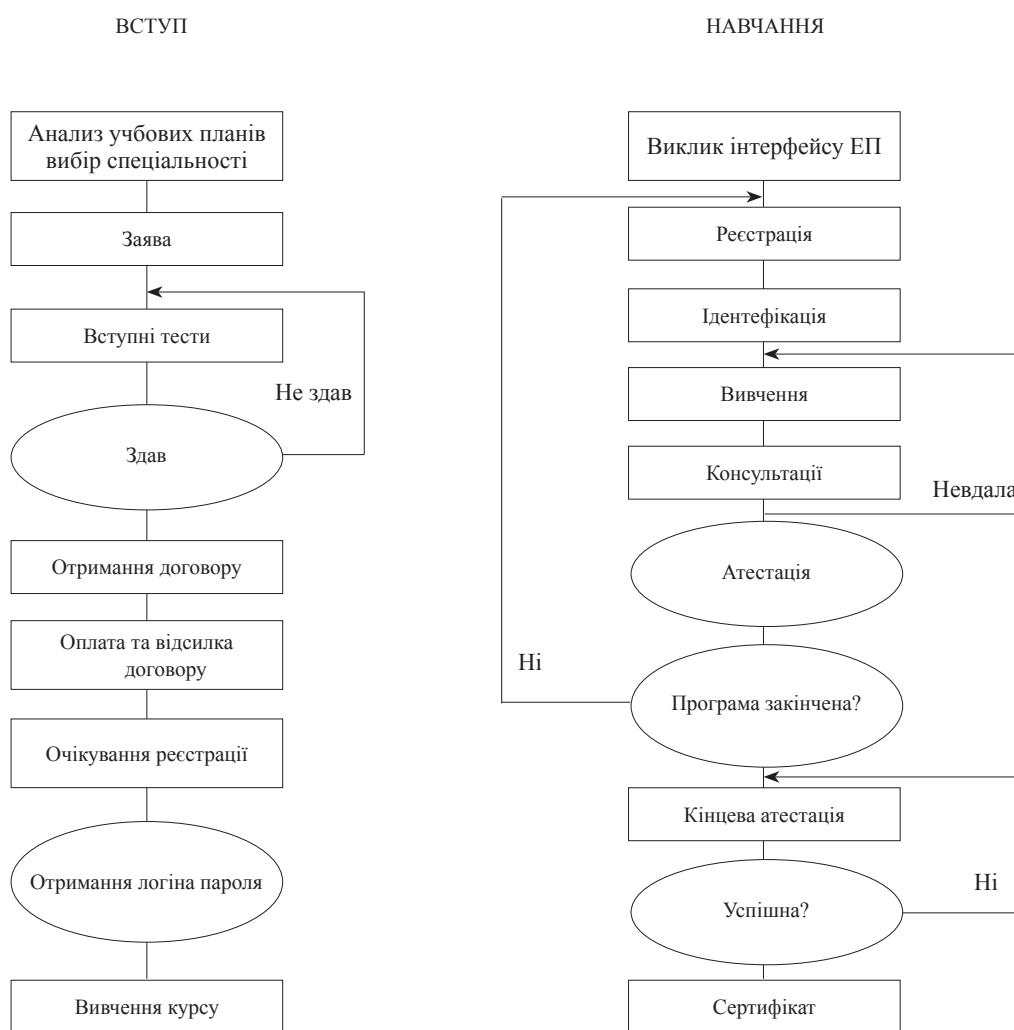 ВСТУП
Анализ учбових планів
вибір спеціальності
Заява
Вступні тести
Не здав
Здав
Отримання договору
Оплата та відсилка
договору
Очікування реєстрації
Отримання логіна пароля
Вивчення курсу
НАВЧАННЯ
Виклик інтерфейсу ЕП
Реєстрація
Ідентефікація
Вивчення
Консультації
Невдала
Атестація
Ні
Програма закінчена?
Кінцева атестація
Ні
Успішна?
Сертифікат